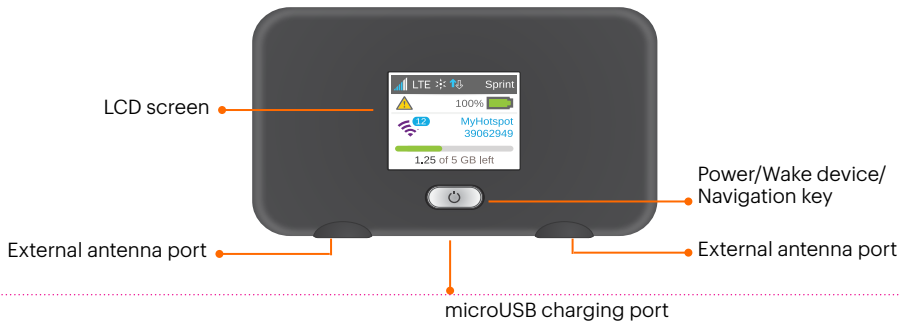 LTE Sprint
100%
12 MyHotspot
39062949
1.25 of 5 GB left
LCD screen
Power/Wake device/
Navigation key
External antenna port
External antenna port
microUSB charging port